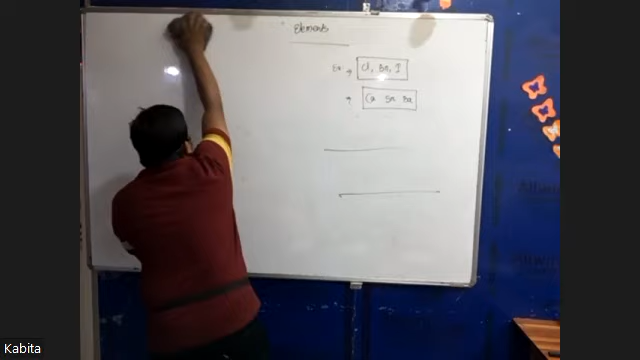 Elements
Ex → Cl, Br, I
→ Ca Sr Ba
Kabita